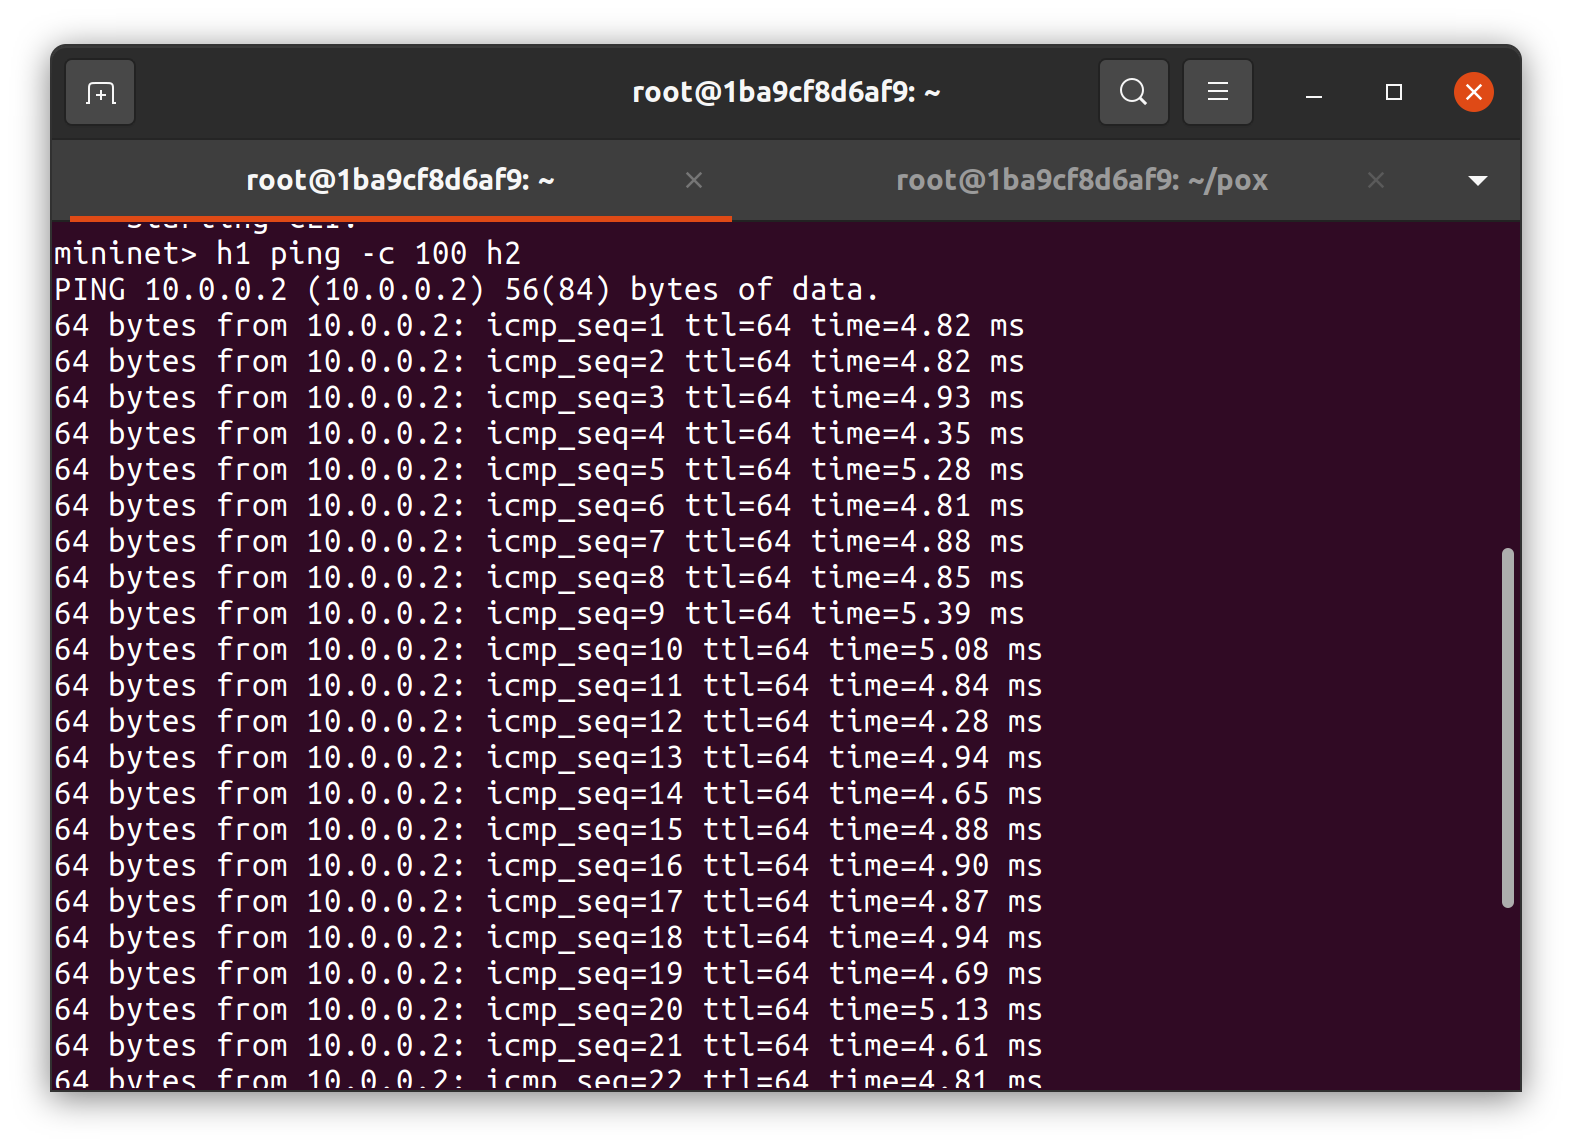 root@1ba9cf8d6af9: ~
root@1ba9cf8d6af9: ~ root@1ba9cf8d6af9: ~/pox
Starting CLI:
mininet> h1 ping -c 100 h2
PING 10.0.0.2 (10.0.0.2) 56(84) bytes of data.
64 bytes from 10.0.0.2: icmp_seq=1 ttl=64 time=4.82 ms
64 bytes from 10.0.0.2: icmp_seq=2 ttl=64 time=4.82 ms
64 bytes from 10.0.0.2: icmp_seq=3 ttl=64 time=4.93 ms
64 bytes from 10.0.0.2: icmp_seq=4 ttl=64 time=4.35 ms
64 bytes from 10.0.0.2: icmp_seq=5 ttl=64 time=5.28 ms
64 bytes from 10.0.0.2: icmp_seq=6 ttl=64 time=4.81 ms
64 bytes from 10.0.0.2: icmp_seq=7 ttl=64 time=4.88 ms
64 bytes from 10.0.0.2: icmp_seq=8 ttl=64 time=4.85 ms
64 bytes from 10.0.0.2: icmp_seq=9 ttl=64 time=5.39 ms
64 bytes from 10.0.0.2: icmp_seq=10 ttl=64 time=5.08 ms
64 bytes from 10.0.0.2: icmp_seq=11 ttl=64 time=4.84 ms
64 bytes from 10.0.0.2: icmp_seq=12 ttl=64 time=4.28 ms
64 bytes from 10.0.0.2: icmp_seq=13 ttl=64 time=4.94 ms
64 bytes from 10.0.0.2: icmp_seq=14 ttl=64 time=4.65 ms
64 bytes from 10.0.0.2: icmp_seq=15 ttl=64 time=4.88 ms
64 bytes from 10.0.0.2: icmp_seq=16 ttl=64 time=4.90 ms
64 bytes from 10.0.0.2: icmp_seq=17 ttl=64 time=4.87 ms
64 bytes from 10.0.0.2: icmp_seq=18 ttl=64 time=4.94 ms
64 bytes from 10.0.0.2: icmp_seq=19 ttl=64 time=4.69 ms
64 bytes from 10.0.0.2: icmp_seq=20 ttl=64 time=5.13 ms
64 bytes from 10.0.0.2: icmp_seq=21 ttl=64 time=4.61 ms
64 bytes from 10.0.0.2: icmp_seq=22 ttl=64 time=4.81 ms